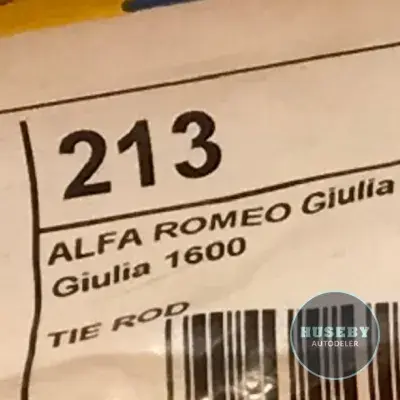 213
ALFA ROMEO Giulia
Giulia 1600
TIE ROD
HUSEBY
AUTODELER